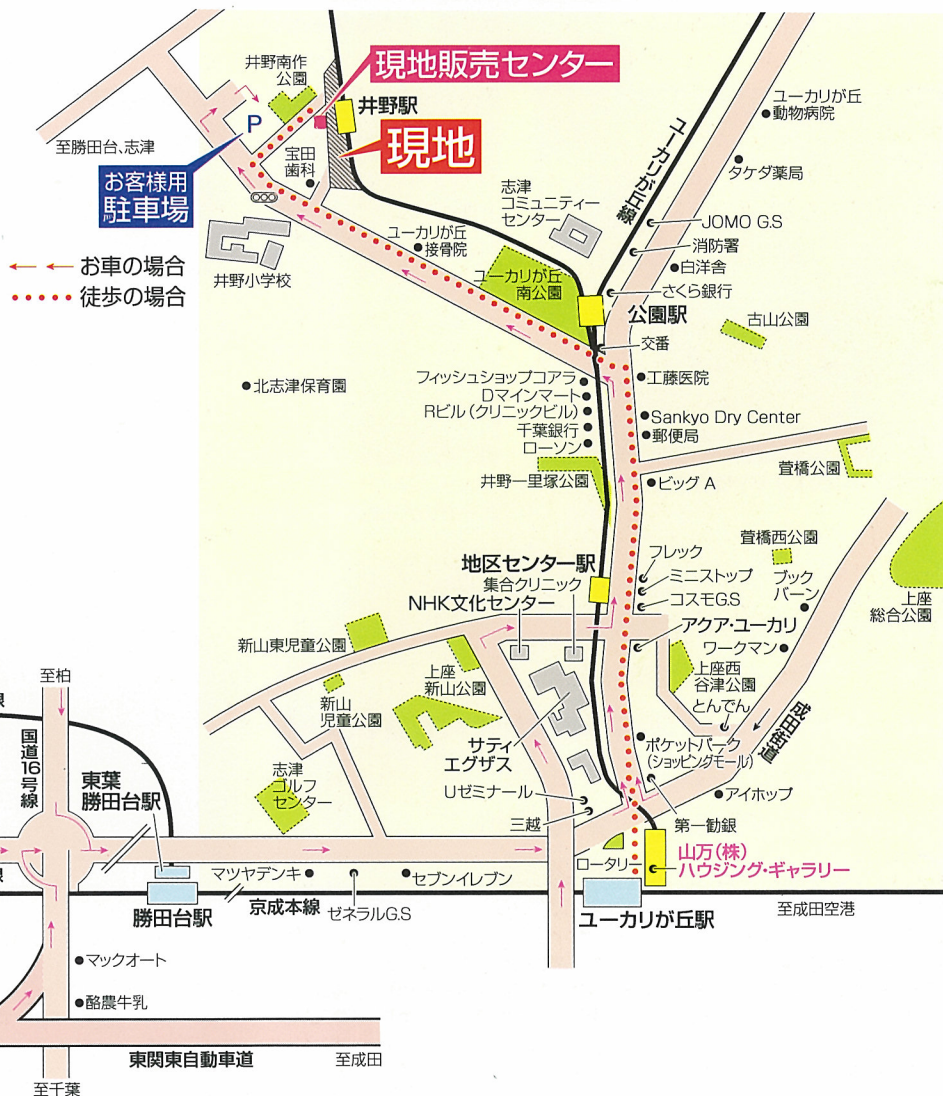 現地販売センター
井野南作
公園
井野駅
P
現地
至勝田台、志津
宝田
歯科
お客様用
駐車場
ユーカリが丘
動物病院
タケダ薬局
ユーカリが丘線
志津
コミュニティー
センター
JOMO G.S
消防署
白洋舎
さくら銀行
ユーカリが丘
接骨院
井野小学校
お車の場合
徒歩の場合
ユーカリが丘
南公園
公園駅
古山公園
交番
北志津保育園
フィッシュショップコアラ
Dマインマート
Rビル(クリニックビル)
千葉銀行
ローソン
工藤医院
Sankyo Dry Center
郵便局
井野一里塚公園
ビッグ A
萱橋公園
地区センター駅
集合クリニック
NHK文化センター
フレック
ミニストップ
コスモG.S
萱橋西公園
ブック
バーン
上座
総合公園
アクア・ユーカリ
ワークマン
新山東児童公園
上座
新山公園
上座西
谷津公園
とんでん
成田街道
新山
児童公園
至柏
国道16号線
東葉
勝田台駅
志津
ゴルフ
センター
サティ
エグザス
ポケットパーク
(ショッピングモール)
Uゼミナール
三越
アイホップ
第一勧銀
ロータリー
山万(株)
ハウジング・ギャラリー
マツヤデンキ
セブンイレブン
勝田台駅
京成本線
ゼネラルG.S
ユーカリが丘駅
至成田空港
マックオート
酪農牛乳
東関東自動車道
至成田
至千葉